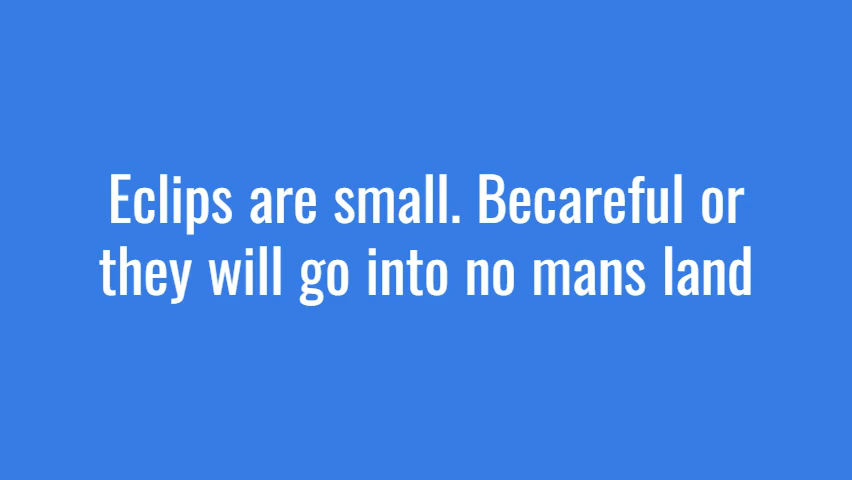 Eclips are small. Becareful or
they will go into no mans land